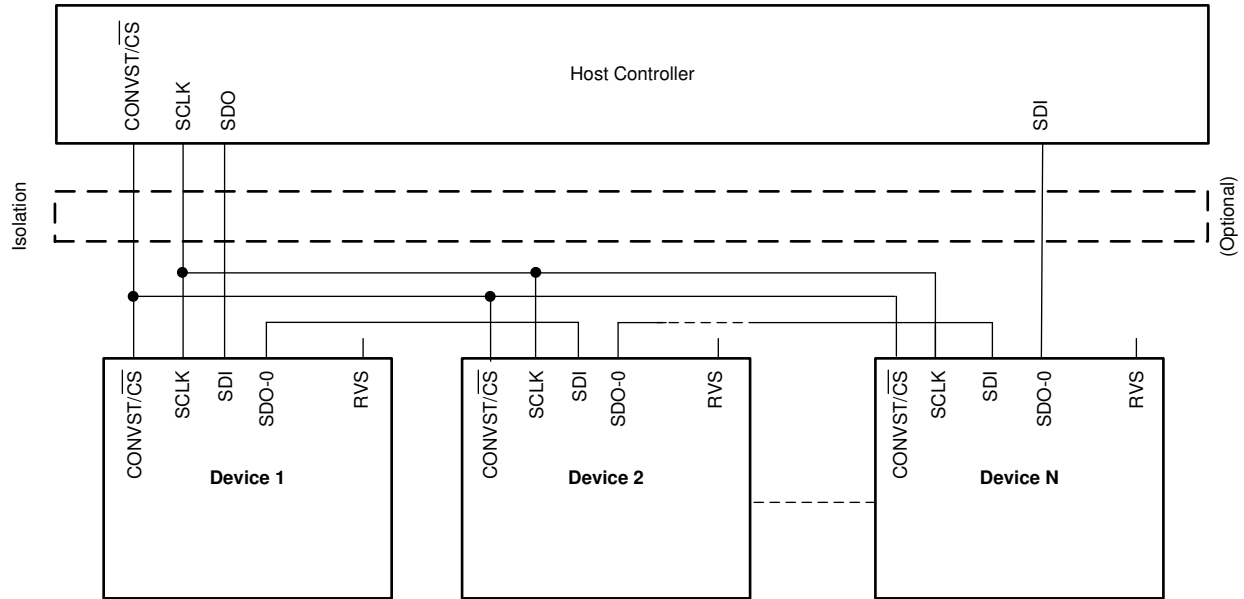 Host Controller
CONVST/CS
SCLK
SDO
SDI
Isolation
(Optional)
CONVST/CS
SCLK
SDI
SDO-0
RVS
Device 1
CONVST/CS
SCLK
SDI
SDO-0
RVS
Device 2
CONVST/CS
SCLK
SDI
SDO-0
RVS
Device N